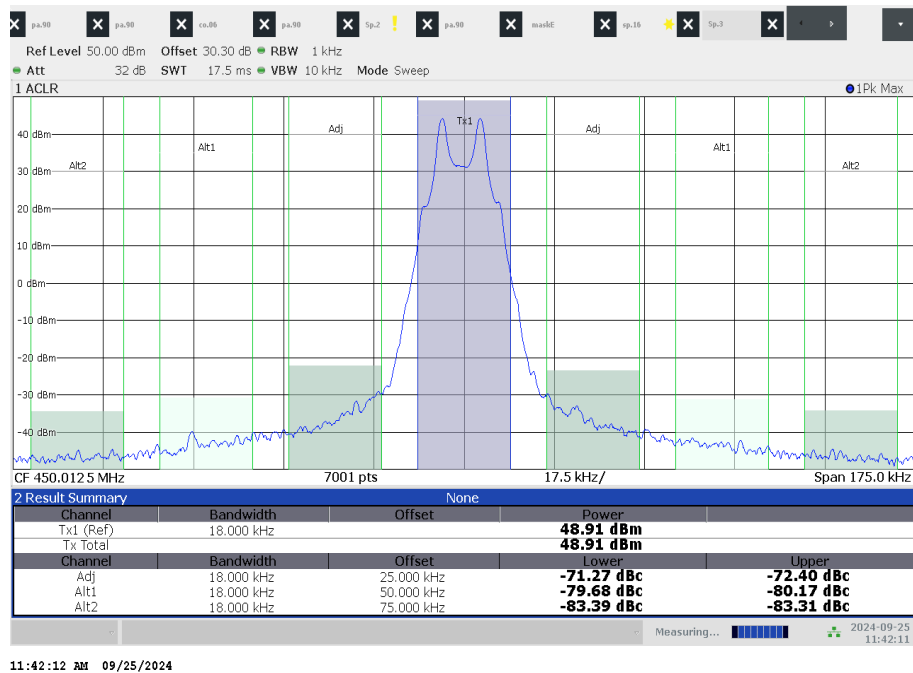 pa.90 pa.90 cn.06 pa.90 Sp.2 pa.90 maskE sp.16 Sp.3
Ref Level 50.00 dBm Offset 30.30 dB RBW 1 kHz
Att 32 dB SWT 17.5 ms VBW 10 kHz Mode Sweep
1 ACLR 1Pk Max
Tx1
Adj Adj
40 dBm
Alt1 Alt1
Alt2 Alt2
30 dBm
20 dBm
10 dBm
0 dBm
-10 dBm
-20 dBm
-30 dBm
-40 dBm
CF 450.0125 MHz 7001 pts 17.5 kHz/ Span 175.0 kHz
2 Result Summary None
Channel Bandwidth Offset Power
Tx1 (Ref) 18.000 kHz 48.91 dBm
Tx Total 48.91 dBm
Channel Bandwidth Offset Lower Upper
Adj 18.000 kHz 25.000 kHz -71.27 dBc -72.40 dBc
Alt1 18.000 kHz 50.000 kHz -79.68 dBc -80.17 dBc
Alt2 18.000 kHz 75.000 kHz -83.39 dBc -83.31 dBc
Measuring... 2024-09-25
11:42:11
11:42:12 AM 09/25/2024